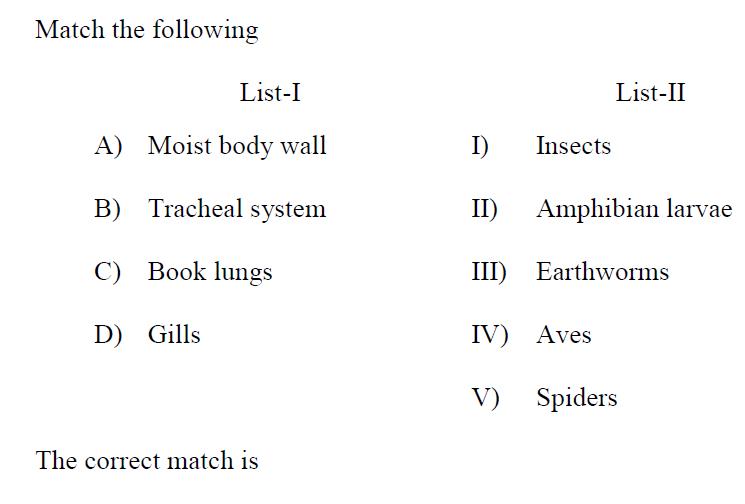 Match the following
List-I List-II
A) Moist body wall I) Insects
B) Tracheal system II) Amphibian larvae
C) Book lungs III) Earthworms
D) Gills IV) Aves
V) Spiders
The correct match is